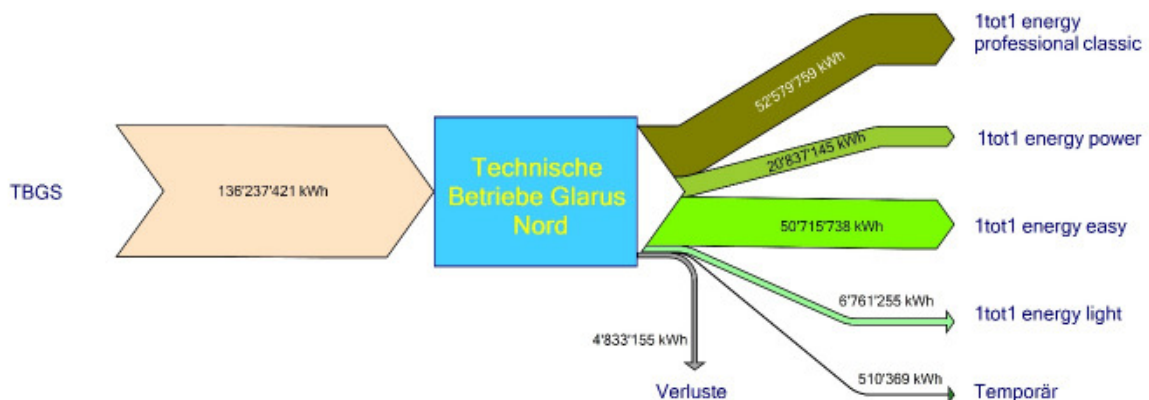 TBGS
136'237'421 kWh
Technische
Betriebe Glarus
Nord
52'579'759 kWh
1tot1 energy
professional classic
20'837'145 kWh
1tot1 energy power
50'715'738 kWh
1tot1 energy easy
6'761'255 kWh
1tot1 energy light
4'833'155 kWh
Verluste
510'369 kWh
Temporär